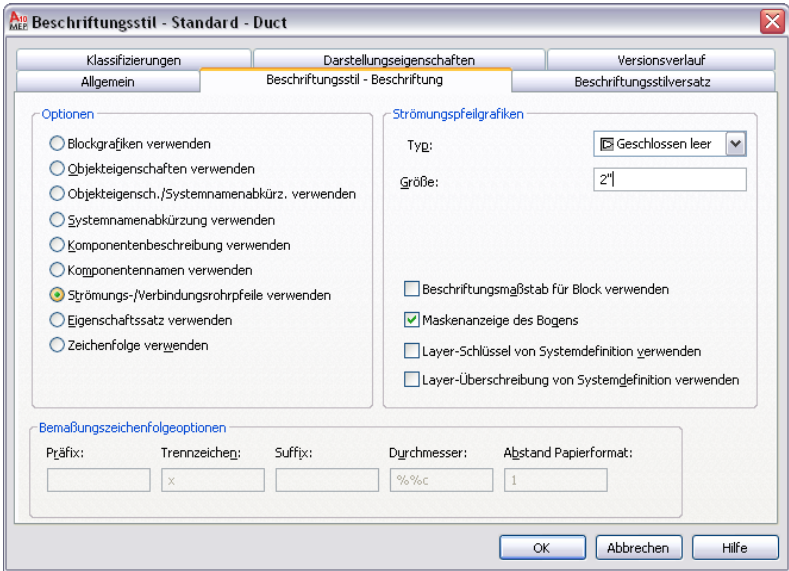 A10
MEP
Beschriftungsstil - Standard - Duct
Klassifizierungen
Darstellungseigenschaften
Versionsverlauf
Allgemein
Beschriftungsstil - Beschriftung
Beschriftungsstilversatz
Optionen
Blockgrafiken verwenden
Objekteigenschaften verwenden
Objekteigensch./Systemnamenabkürz. verwenden
Systemnamenabkürzung verwenden
Komponentenbeschreibung verwenden
Komponentennamen verwenden
Strömungs-/Verbindungsrohrpfeile verwenden
Eigenschaftssatz verwenden
Zeichenfolge verwenden
Strömungspfeilgrafiken
Typ:
Geschlossen leer
Größe:
2"
Beschriftungsmaßstab für Block verwenden
Maskenanzeige des Bogens
Layer-Schlüssel von Systemdefinition verwenden
Layer-Überschreibung von Systemdefinition verwenden
Bemaßungszeichenfolgeoptionen
Präfix:
Trennzeichen:
Suffix:
Durchmesser:
Abstand Papierformat:
x
%%c
1
OK
Abbrechen
Hilfe